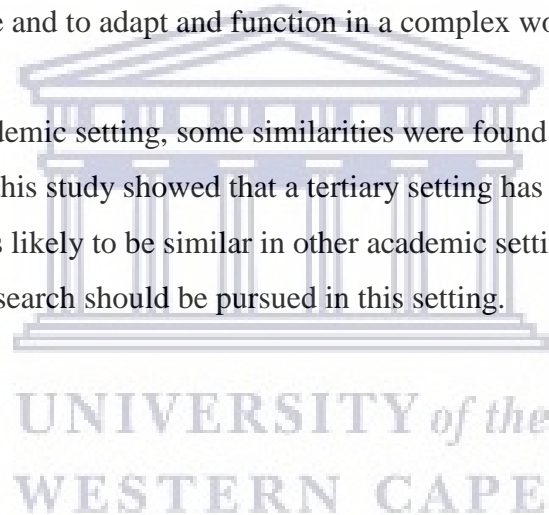 e and to adapt and function in a complex wo
demic setting, some similarities were found
his study showed that a tertiary setting has
s likely to be similar in other academic setti
search should be pursued in this setting.
UNIVERSITY of the
WESTERN CAPE